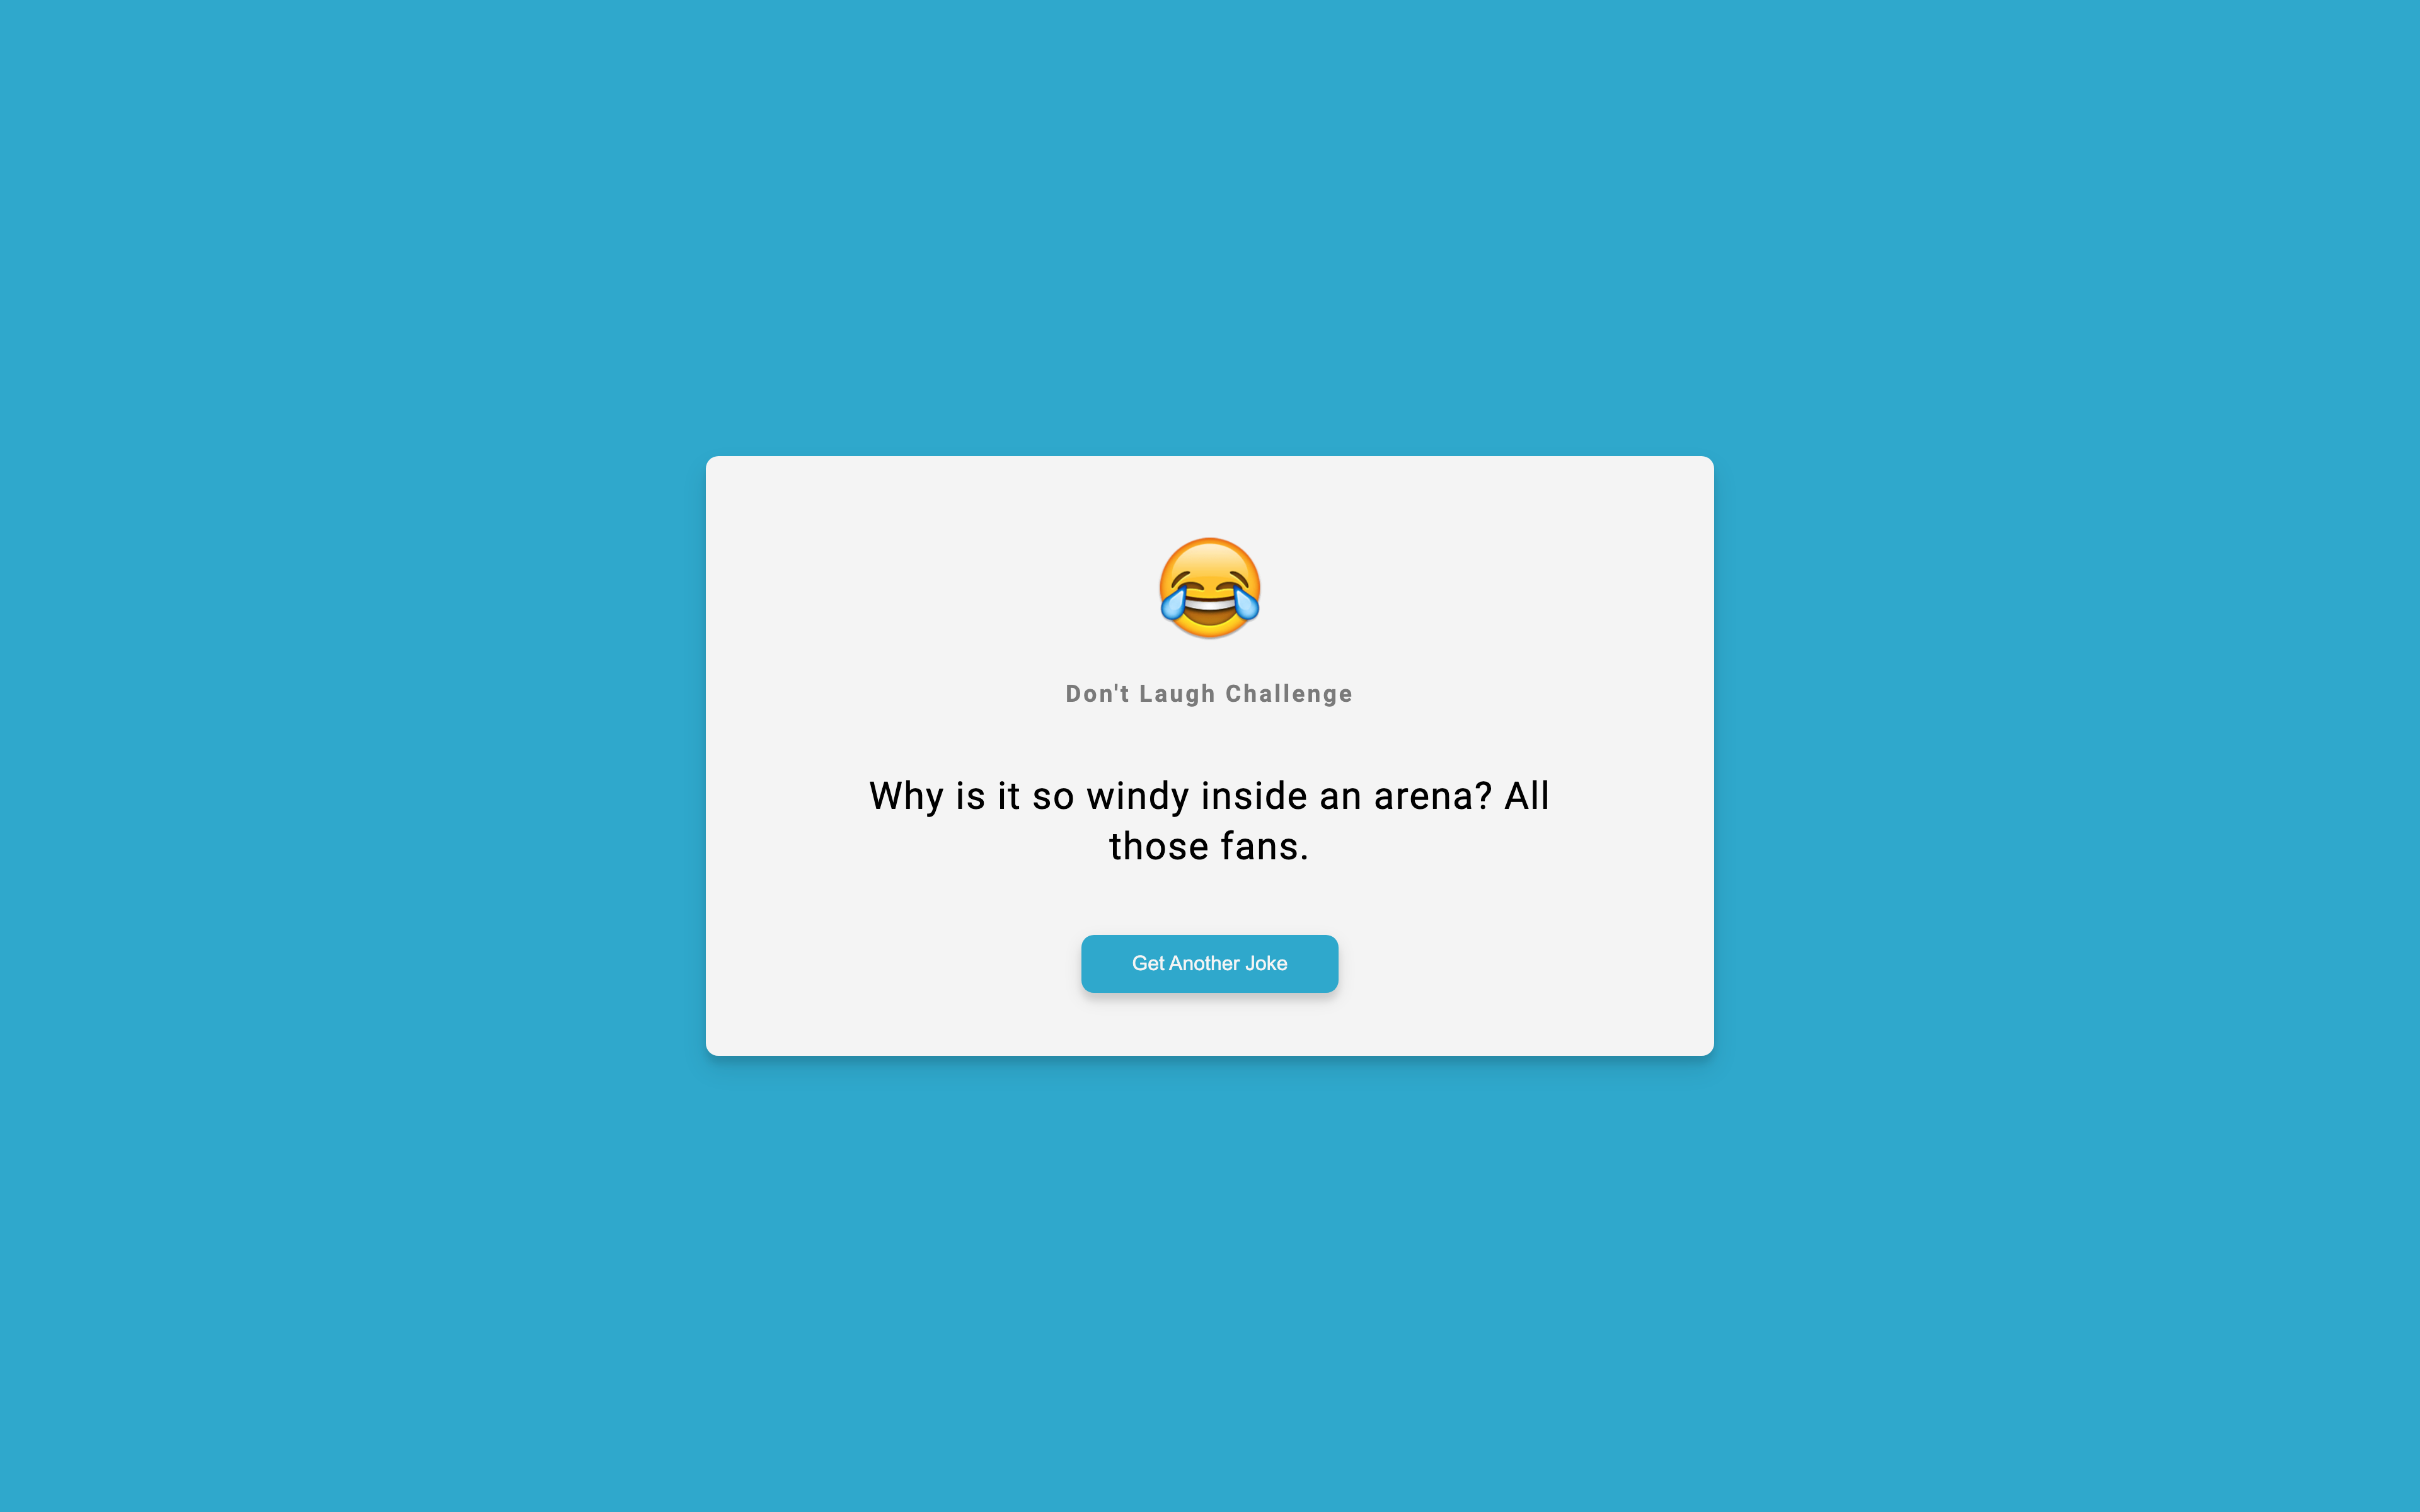 Don't Laugh Challenge
Why is it so windy inside an arena? All
those fans.
Get Another Joke